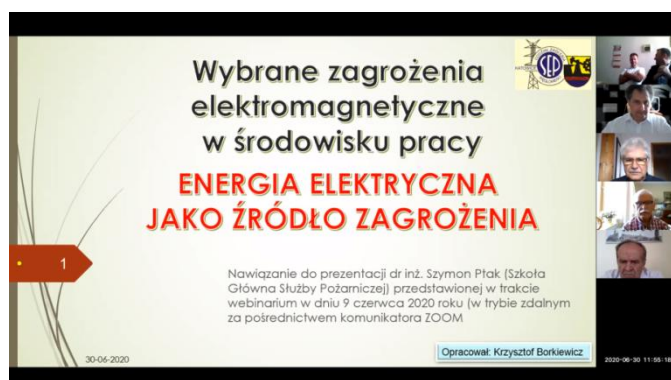 Wybrane zagrożenia
elektromagnetyczne
w środowisku pracy
ENERGIA ELEKTRYCZNA
JAKO ŹRÓDŁO ZAGROŻENIA
Nawiązanie do prezentacji dr inż. Szymon Ptak (Szkoła
Główna Służby Pożarniczej) przedstawionej w trakcie
webinarium w dniu 9 czerwca 2020 roku (w trybie zdalnym
za pośrednictwem komunikatora ZOOM
1
30-06-2020
Opracował: Krzysztof Borkiewicz
2020-06-30 11:55:18
SEP